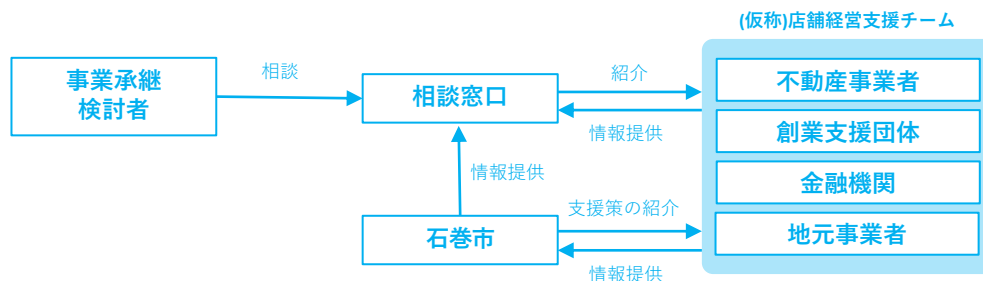 (仮称)店舗経営支援チーム
事業承継
検討者
相談
相談窓口
紹介
情報提供
不動産事業者
創業支援団体
金融機関
地元事業者
情報提供
石巻市
支援策の紹介
情報提供